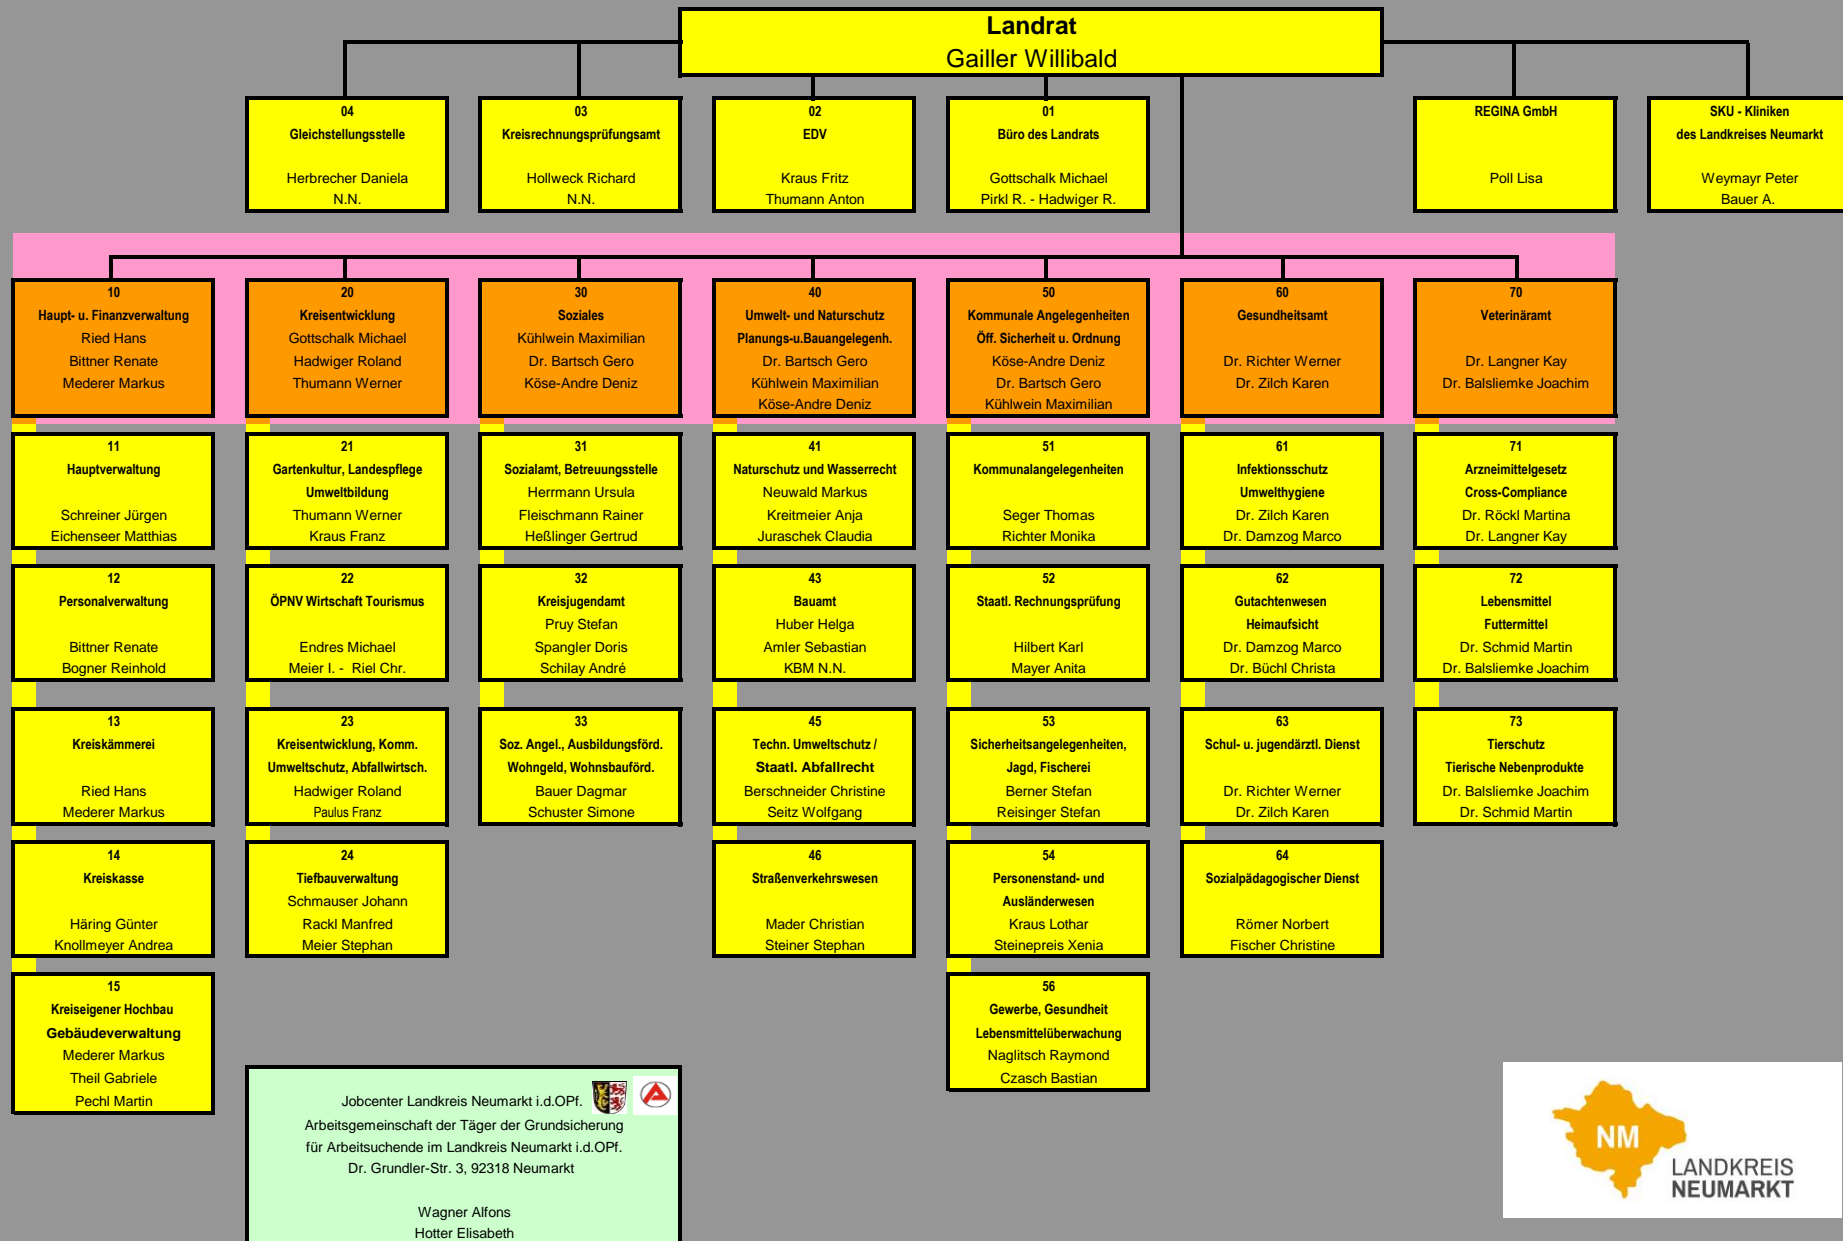 Landrat
Gailler Willibald
04
Gleichstellungsstelle
Herbrecher Daniela
N.N.
03
Kreisrechnungsprüfungsamt
Hollweck Richard
N.N.
02
EDV
Kraus Fritz
Thumann Anton
01
Büro des Landrats
Gottschalk Michael
Pirkl R. - Hadwiger R.
REGINA GmbH
Poll Lisa
SKU - Kliniken
des Landkreises Neumarkt
Weymayr Peter
Bauer A.
10
Haupt- u. Finanzverwaltung
Ried Hans
Bittner Renate
Mederer Markus
20
Kreisentwicklung
Gottschalk Michael
Hadwiger Roland
Thumann Werner
30
Soziales
Kühlwein Maximilian
Dr. Bartsch Gero
Köse-Andre Deniz
40
Umwelt- und Naturschutz
Planungs-u.Bauangelegenh.
Dr. Bartsch Gero
Kühlwein Maximilian
Köse-Andre Deniz
50
Kommunale Angelegenheiten
Öff. Sicherheit u. Ordnung
Köse-Andre Deniz
Dr. Bartsch Gero
Kühlwein Maximilian
60
Gesundheitsamt
Dr. Richter Werner
Dr. Zilch Karen
70
Veterinäramt
Dr. Langner Kay
Dr. Balsliemke Joachim
11
Hauptverwaltung
Schreiner Jürgen
Eichenseer Matthias
21
Gartenkultur, Landespflege
Umweltbildung
Thumann Werner
Kraus Franz
31
Sozialamt, Betreuungsstelle
Herrmann Ursula
Fleischmann Rainer
Heßlinger Gertrud
41
Naturschutz und Wasserrecht
Neuwald Markus
Kreitmeier Anja
Juraschek Claudia
51
Kommunalangelegenheiten
Seger Thomas
Richter Monika
61
Infektionsschutz
Umwelthygiene
Dr. Zilch Karen
Dr. Damzog Marco
71
Arzneimittelgesetz
Cross-Compliance
Dr. Röckl Martina
Dr. Langner Kay
12
Personalverwaltung
Bittner Renate
Bogner Reinhold
22
ÖPNV Wirtschaft Tourismus
Endres Michael
Meier I. - Riel Chr.
32
Kreisjugendamt
Pruy Stefan
Spangler Doris
Schilay André
43
Bauamt
Huber Helga
Amler Sebastian
KBM N.N.
52
Staatl. Rechnungsprüfung
Hilbert Karl
Mayer Anita
62
Gutachtenwesen
Heimaufsicht
Dr. Damzog Marco
Dr. Büchl Christa
72
Lebensmittel
Futtermittel
Dr. Schmid Martin
Dr. Balsliemke Joachim
13
Kreiskämmerei
Ried Hans
Mederer Markus
23
Kreisentwicklung, Komm.
Umweltschutz, Abfallwirtsch.
Hadwiger Roland
Paulus Franz
33
Soz. Angel., Ausbildungsförd.
Wohngeld, Wohnsbauförd.
Bauer Dagmar
Schuster Simone
45
Techn. Umweltschutz /
Staatl. Abfallrecht
Berschneider Christine
Seitz Wolfgang
53
Sicherheitsangelegenheiten,
Jagd, Fischerei
Berner Stefan
Reisinger Stefan
63
Schul- u. jugendärztl. Dienst
Dr. Richter Werner
Dr. Zilch Karen
73
Tierschutz
Tierische Nebenprodukte
Dr. Balsliemke Joachim
Dr. Schmid Martin
14
Kreiskasse
Häring Günter
Knollmeyer Andrea
24
Tiefbauverwaltung
Schmauser Johann
Rackl Manfred
Meier Stephan
46
Straßenverkehrswesen
Mader Christian
Steiner Stephan
54
Personenstand- und
Ausländerwesen
Kraus Lothar
Steinepreis Xenia
64
Sozialpädagogischer Dienst
Römer Norbert
Fischer Christine
15
Kreiseigener Hochbau
Gebäudeverwaltung
Mederer Markus
Theil Gabriele
Pechl Martin
56
Gewerbe, Gesundheit
Lebensmittelüberwachung
Naglitsch Raymond
Czasch Bastian
Jobcenter Landkreis Neumarkt i.d.OPf.
Arbeitsgemeinschaft der Täger der Grundsicherung
für Arbeitsuchende im Landkreis Neumarkt i.d.OPf.
Dr. Grundler-Str. 3, 92318 Neumarkt
Wagner Alfons
Hotter Elisabeth
NM
LANDKREIS
NEUMARKT